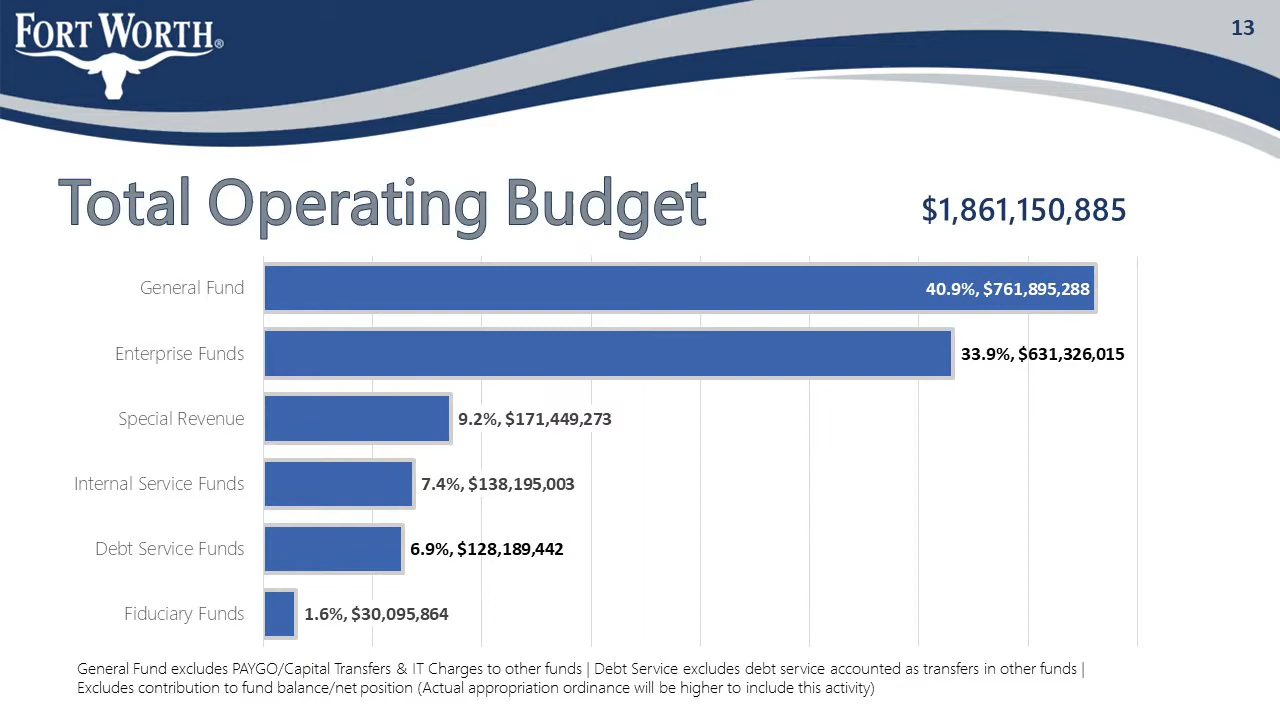 FORT WORTH®
13
Total Operating Budget
$1,861,150,885
General Fund
40.9%, $761,895,288
Enterprise Funds
33.9%, $631,326,015
Special Revenue
9.2%, $171,449,273
Internal Service Funds
7.4%, $138,195,003
Debt Service Funds
6.9%, $128,189,442
Fiduciary Funds
1.6%, $30,095,864
General Fund excludes PAYGO/Capital Transfers & IT Charges to other funds | Debt Service excludes debt service accounted as transfers in other funds |
Excludes contribution to fund balance/net position (Actual appropriation ordinance will be higher to include this activity)